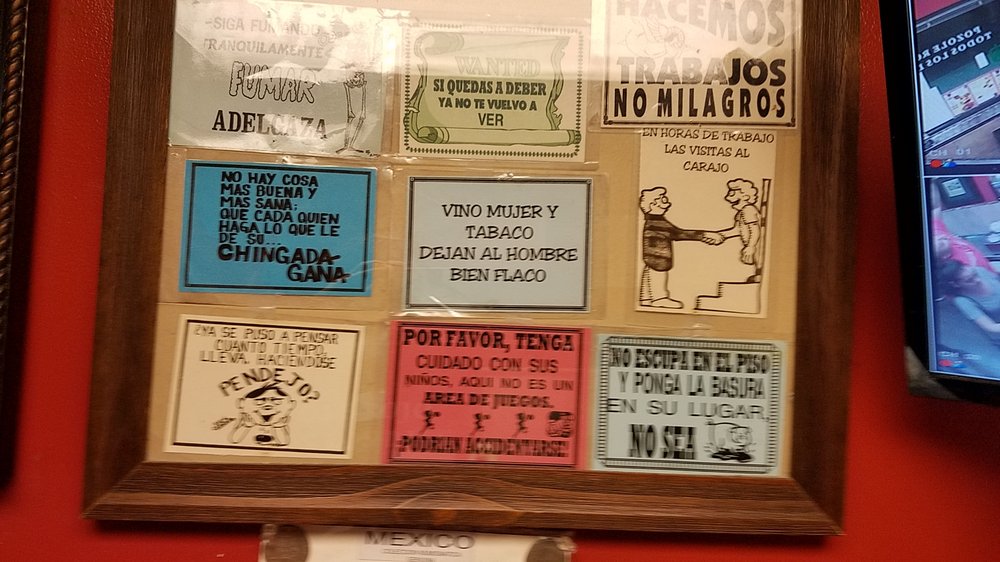 -SIGA FUMANDO
TRANQUILAMENTE
FUMAR
ADELGAZA
WANTED
SI QUEDAS A DEBER
YA NO TE VUELVO A
VER
HACEMOS
TRABAJOS
NO MILAGROS
NO HAY COSA
MAS BUENA Y
MAS SANA;
QUE CADA QUIEN
HAGA LO QUE LE
DE SU...
CHINGADA
GANA
VINO MUJER Y
TABACO
DEJAN AL HOMBRE
BIEN FLACO
EN HORAS DE TRABAJO
LAS VISITAS AL
CARAJO
¿YA SE PUSO A PENSAR
CUANTO TIEMPO
LLEVA, HACIENDOSE
PENDEJO?
POR FAVOR, TENGA
CUIDADO CON SUS
NIÑOS, AQUI NO ES UN
AREA DE JUEGOS.
¡PODRIAN ACCIDENTARSE!
NO ESCUPA EN EL PISO
Y PONGA LA BASURA
EN SU LUGAR,
NO SEA
MEXICO
POZOLE
TODOS LOS